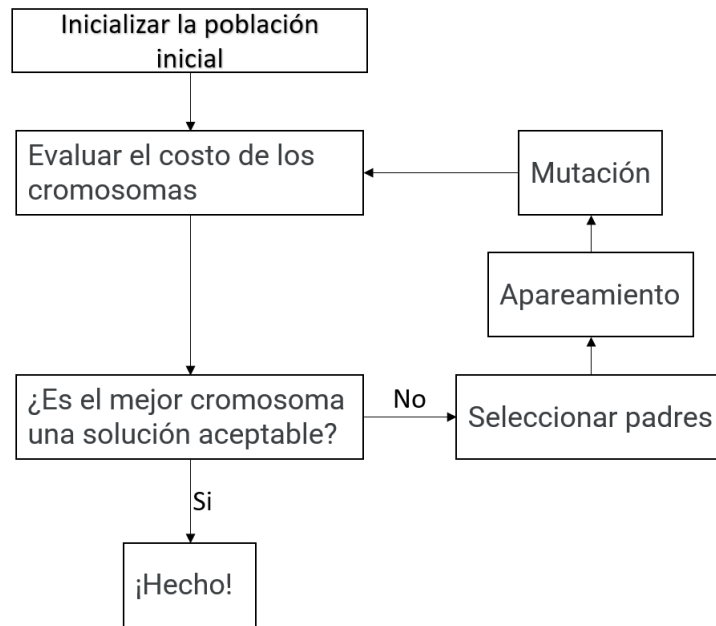 Inicializar la población
inicial
Evaluar el costo de los
cromosomas
Mutación
Apareamiento
¿Es el mejor cromosoma
una solución aceptable?
No
Seleccionar padres
Si
¡Hecho!